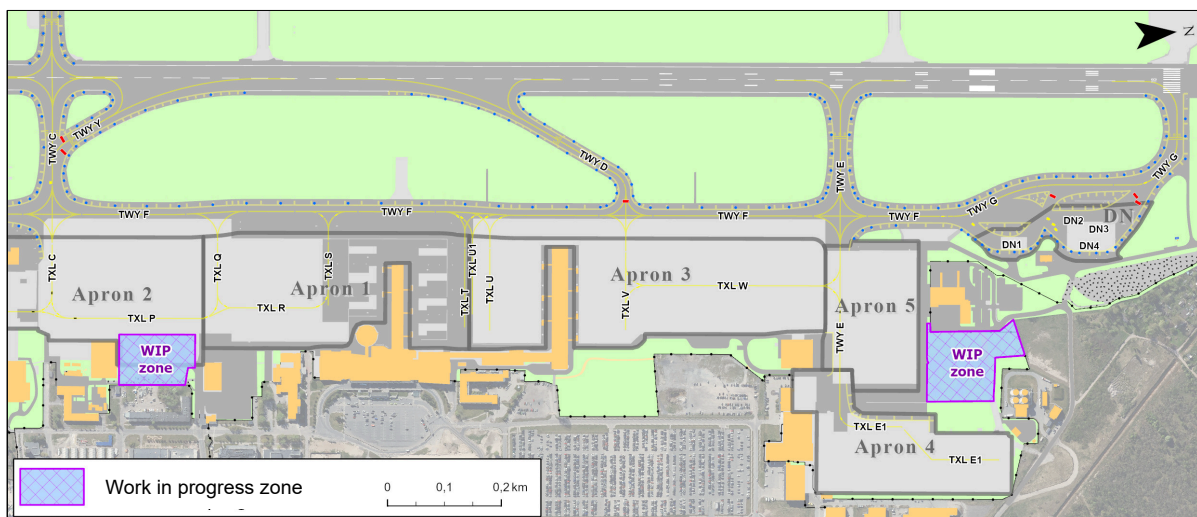 N
TWY Y
TWY C
TWY D
TWY E
TWY G
TWY F
TWY F
TWY F
TWY F
TWY G
DN
DN2
DN3
DN1
DN4
TXL C
TXL Q
TXL S
TXL U1
TXL T
TXL U
TXL V
TXL W
Apron 2
Apron 1
Apron 3
Apron 5
TXL P
TXL R
TWY E
WIP
zone
WIP
zone
TXL E1
Apron 4
TXL E1
Work in progress zone
0 0,1 0,2 km